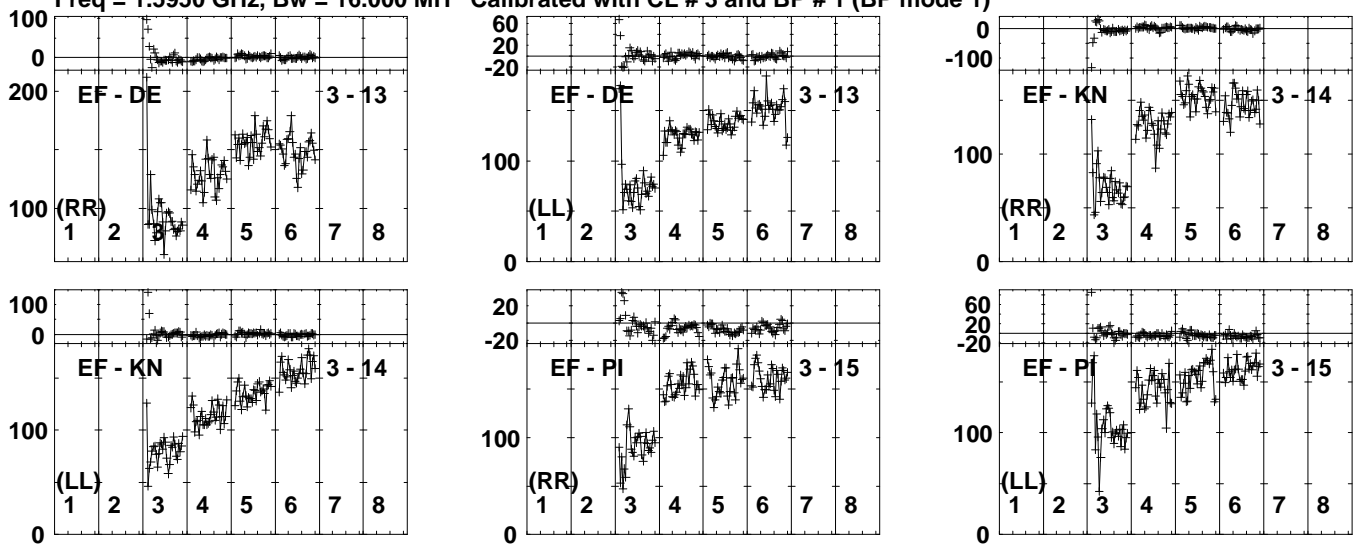 Freq = 1.5950 GHz, Bw = 16.000 MH Calibrated with CL # 3 and BP # 1 (BP mode 1)
100
0
200
100
EF - DE 3 - 13
(RR)
1 2 3 4 5 6 7 8
60
20
-20
100
0
EF - DE 3 - 13
(LL)
1 2 3 4 5 6 7 8
0
-100
100
0
EF - KN 3 - 14
(RR)
1 2 3 4 5 6 7 8
100
0
100
0
EF - KN 3 - 14
(LL)
1 2 3 4 5 6 7 8
20
-20
100
0
EF - PI 3 - 15
(RR)
1 2 3 4 5 6 7 8
60
20
-20
100
0
EF - PI 3 - 15
(LL)
1 2 3 4 5 6 7 8